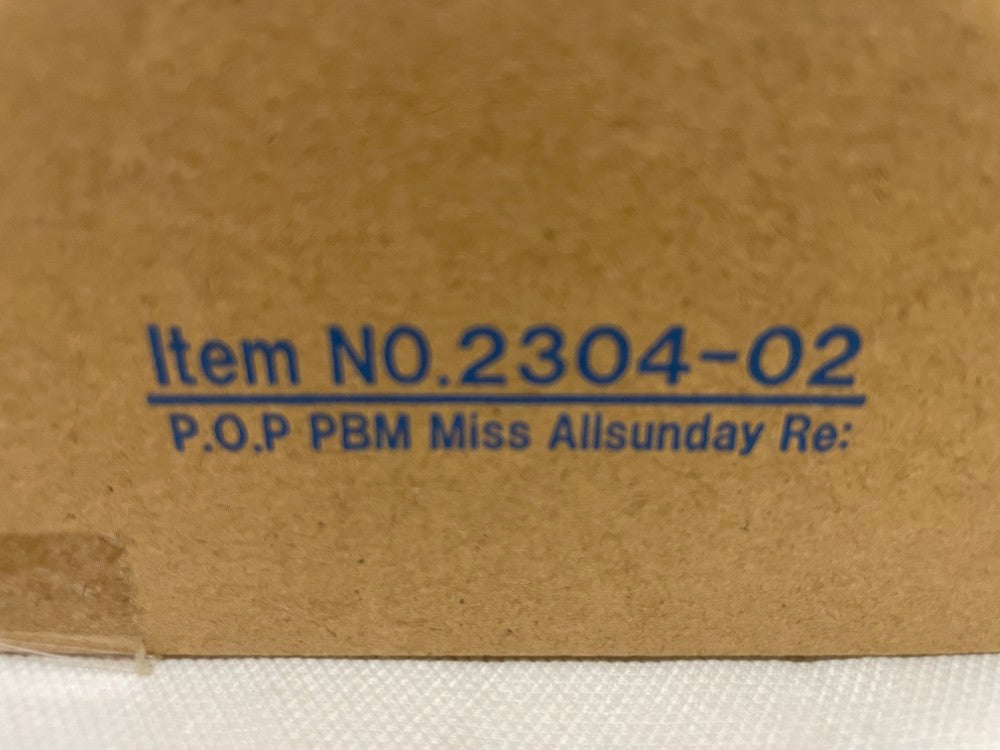 Item NO.2304-02
P.O.P PBM Miss Allsunday Re: